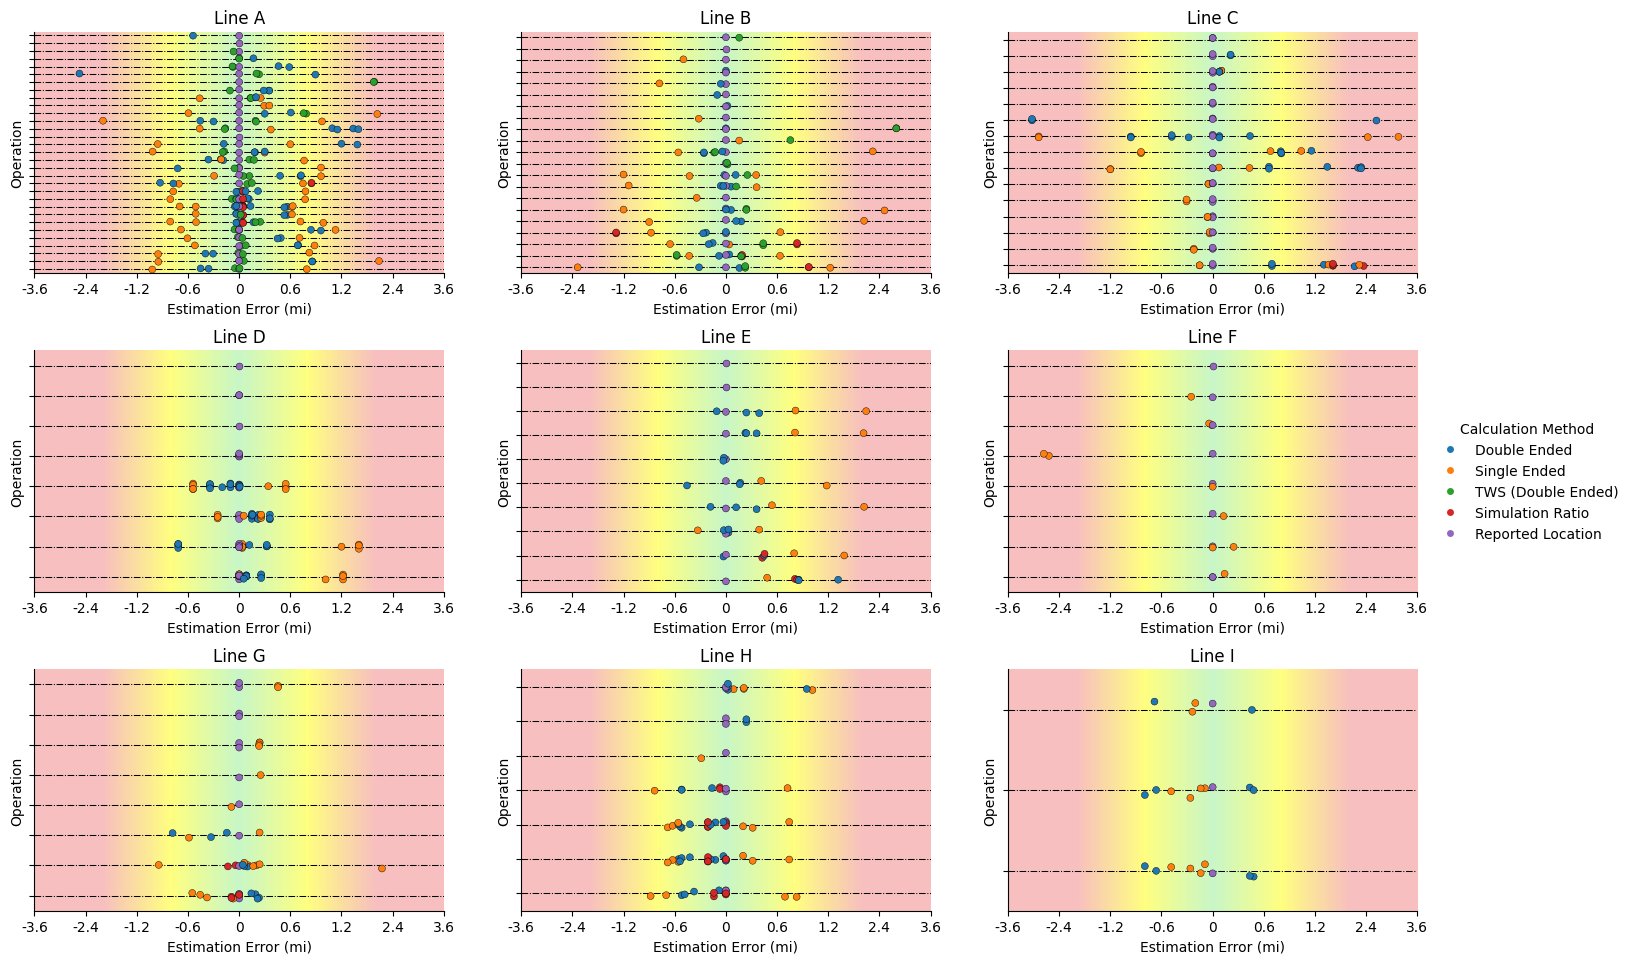 Line A
Line B
Line C
Operation
Operation
Operation
-3.6 -2.4 -1.2 -0.6 0 0.6 1.2 2.4 3.6
-3.6 -2.4 -1.2 -0.6 0 0.6 1.2 2.4 3.6
-3.6 -2.4 -1.2 -0.6 0 0.6 1.2 2.4 3.6
Estimation Error (mi)
Estimation Error (mi)
Estimation Error (mi)
Line D
Line E
Line F
Operation
Operation
Operation
-3.6 -2.4 -1.2 -0.6 0 0.6 1.2 2.4 3.6
-3.6 -2.4 -1.2 -0.6 0 0.6 1.2 2.4 3.6
-3.6 -2.4 -1.2 -0.6 0 0.6 1.2 2.4 3.6
Estimation Error (mi)
Estimation Error (mi)
Estimation Error (mi)
Calculation Method
Double Ended
Single Ended
TWS (Double Ended)
Simulation Ratio
Reported Location
Line G
Line H
Line I
Operation
Operation
Operation
-3.6 -2.4 -1.2 -0.6 0 0.6 1.2 2.4 3.6
-3.6 -2.4 -1.2 -0.6 0 0.6 1.2 2.4 3.6
-3.6 -2.4 -1.2 -0.6 0 0.6 1.2 2.4 3.6
Estimation Error (mi)
Estimation Error (mi)
Estimation Error (mi)